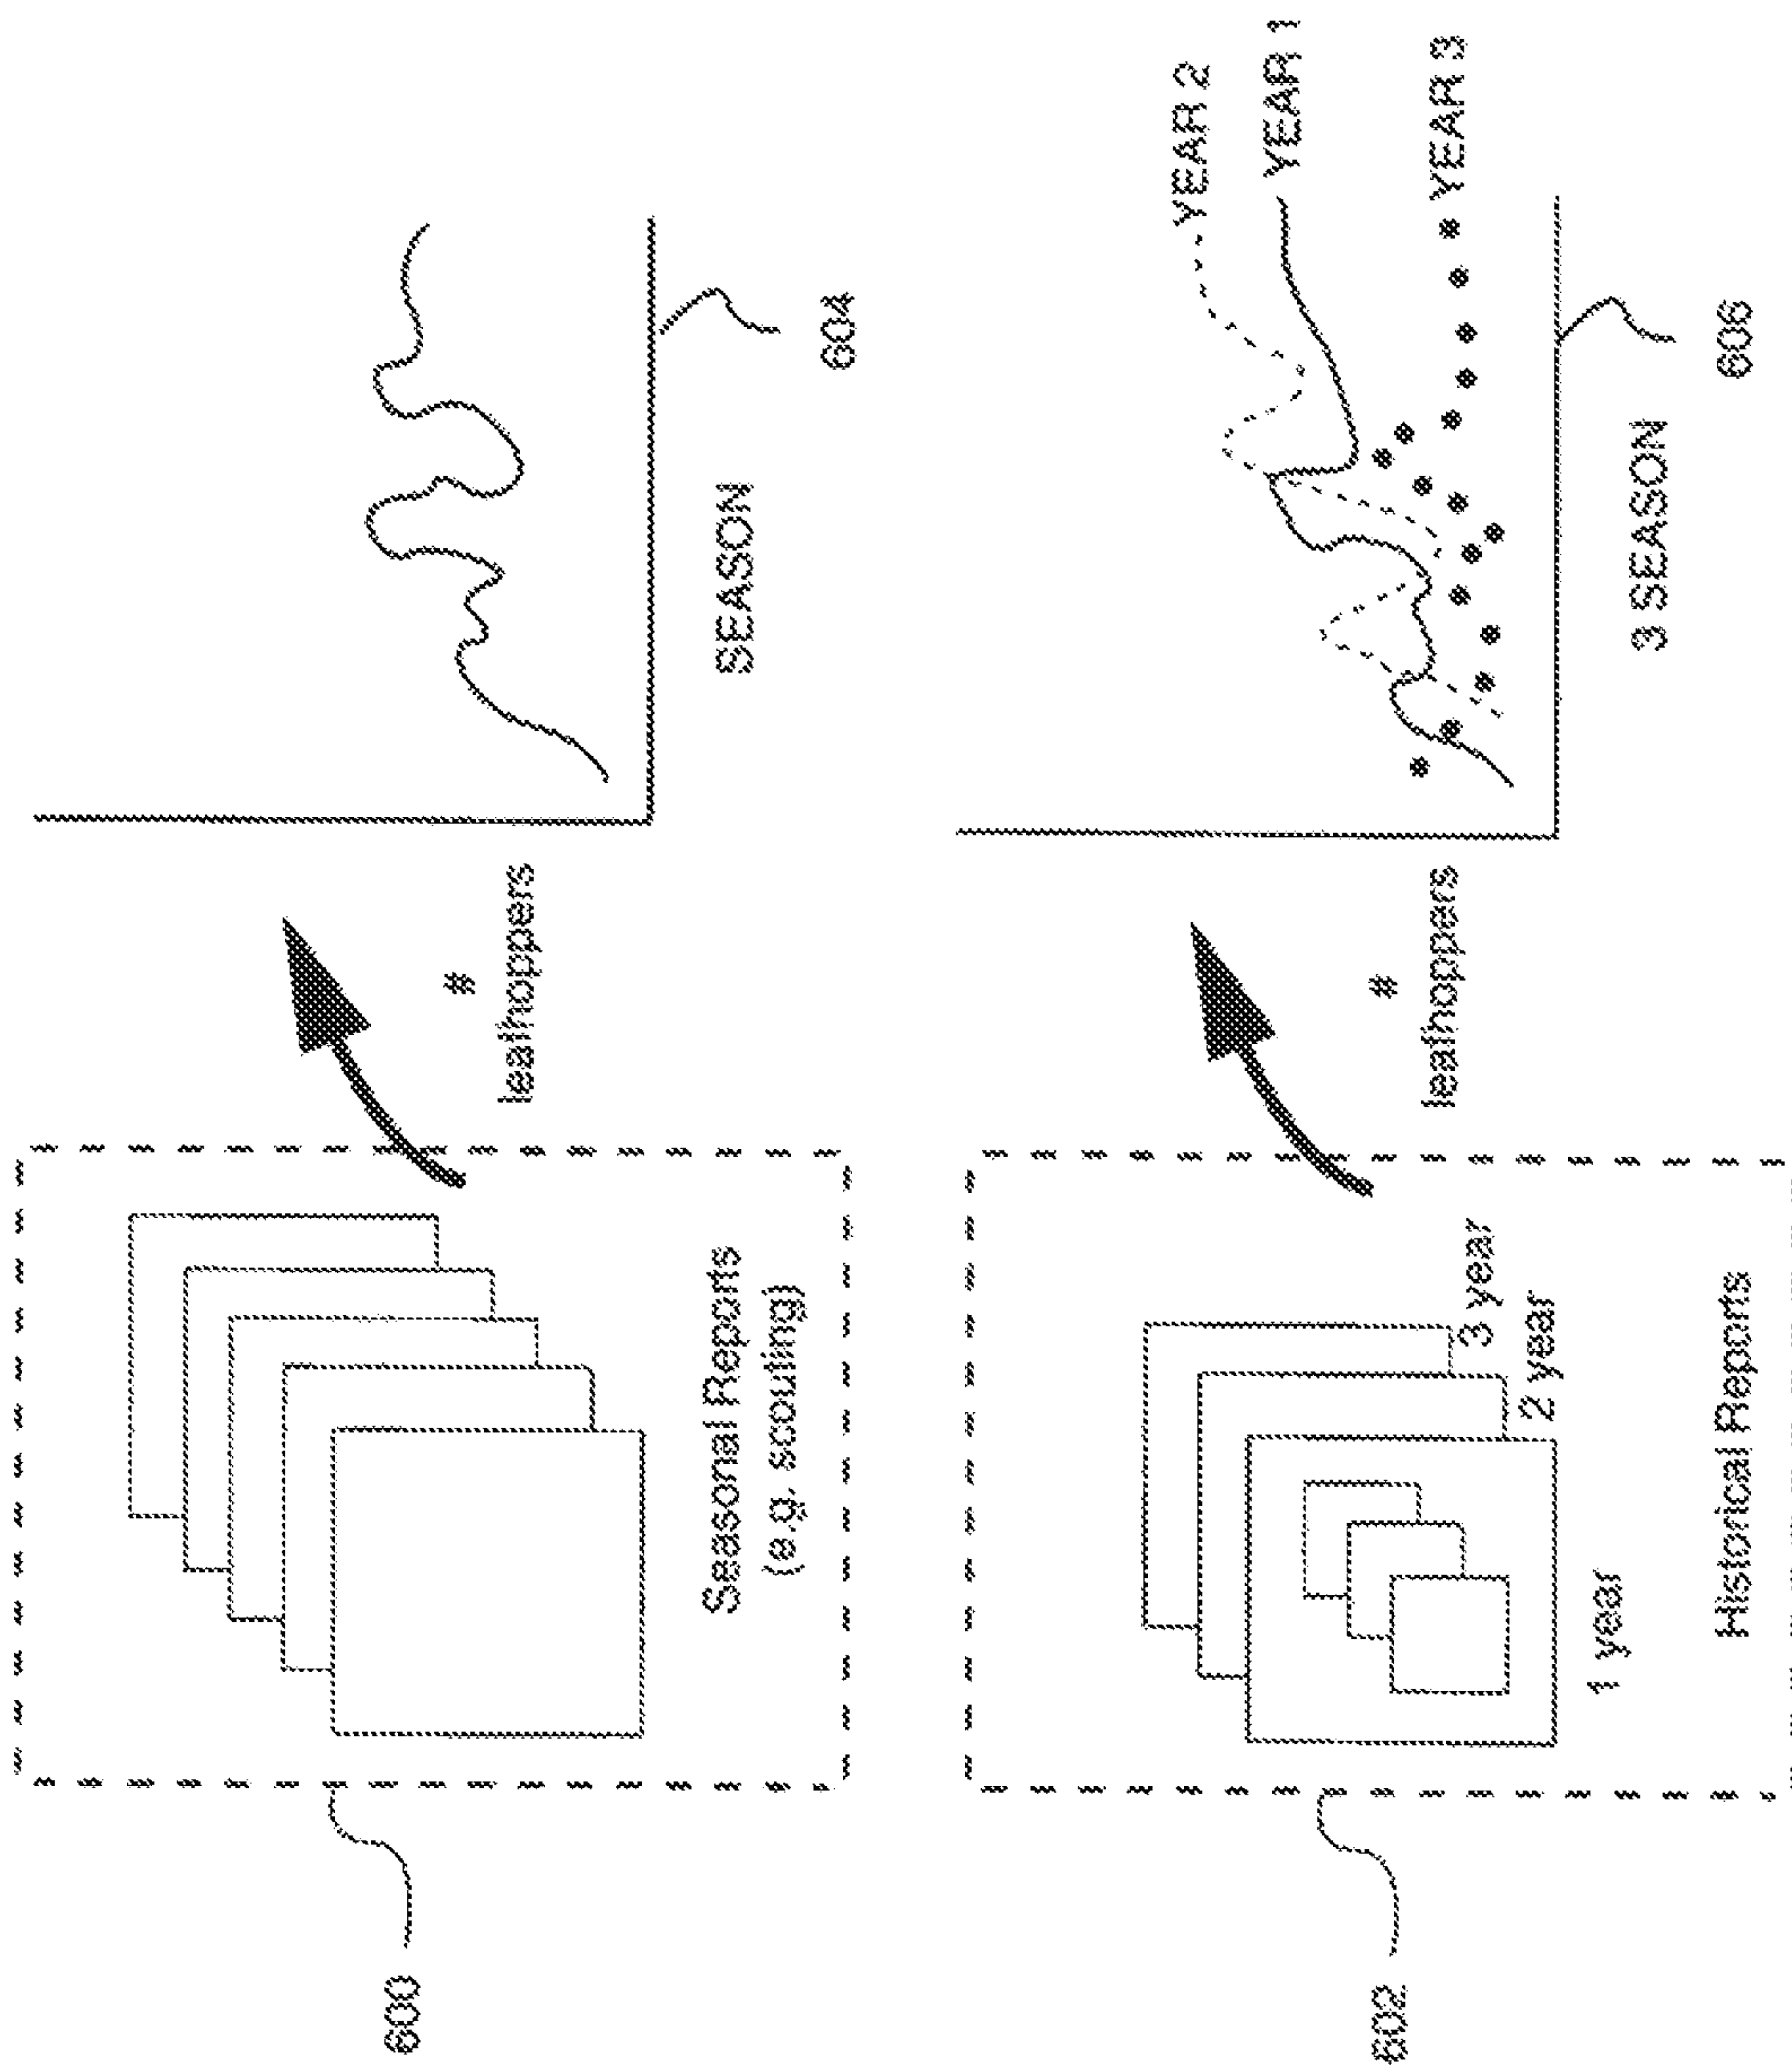 600
Seasonal Reports
(e.g. scouting)
#
leafhoppers
SEASON
604
602
1 year
2 year
3 year
Historical Reports
#
leafhoppers
YEAR 2
YEAR 1
YEAR 3
3 SEASON
606